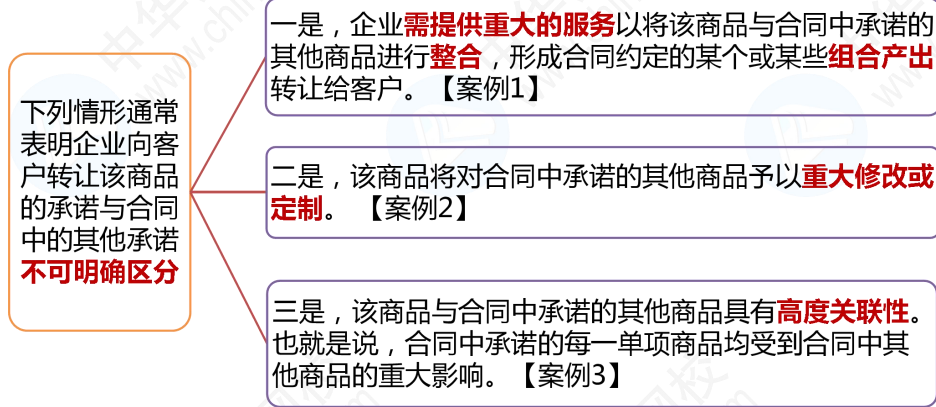 下列情形通常
表明企业向客
户转让该商品
的承诺与合同
中的其他承诺
不可明确区分
一是，企业需提供重大的服务以将该商品与合同中承诺的
其他商品进行整合，形成合同约定的某个或某些组合产出
转让给客户。【案例1】
二是，该商品将对合同中承诺的其他商品予以重大修改或
定制。【案例2】
三是，该商品与合同中承诺的其他商品具有高度关联性。
也就是说，合同中承诺的每一单项商品均受到合同中其
他商品的重大影响。【案例3】